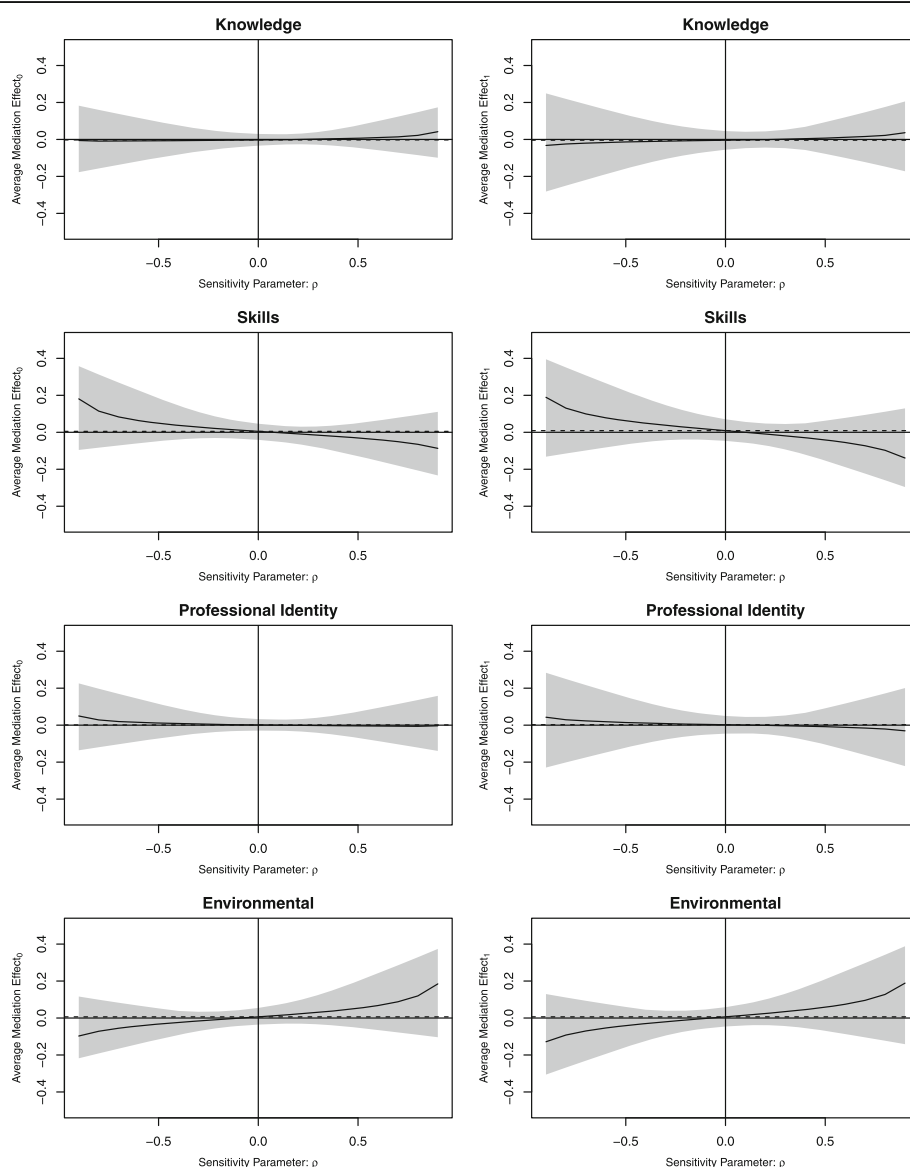 Knowledge
Knowledge
Average Mediation Effect₀
0.4
0.2
0.0
−0.2
−0.4
−0.5 0.0 0.5
Sensitivity Parameter: ρ
Average Mediation Effect₁
0.4
0.2
0.0
−0.2
−0.4
−0.5 0.0 0.5
Sensitivity Parameter: ρ
Skills
Skills
Average Mediation Effect₀
0.4
0.2
0.0
−0.2
−0.4
−0.5 0.0 0.5
Sensitivity Parameter: ρ
Average Mediation Effect₁
0.4
0.2
0.0
−0.2
−0.4
−0.5 0.0 0.5
Sensitivity Parameter: ρ
Professional Identity
Professional Identity
Average Mediation Effect₀
0.4
0.2
0.0
−0.2
−0.4
−0.5 0.0 0.5
Sensitivity Parameter: ρ
Average Mediation Effect₁
0.4
0.2
0.0
−0.2
−0.4
−0.5 0.0 0.5
Sensitivity Parameter: ρ
Environmental
Environmental
Average Mediation Effect₀
0.4
0.2
0.0
−0.2
−0.4
−0.5 0.0 0.5
Sensitivity Parameter: ρ
Average Mediation Effect₁
0.4
0.2
0.0
−0.2
−0.4
−0.5 0.0 0.5
Sensitivity Parameter: ρ